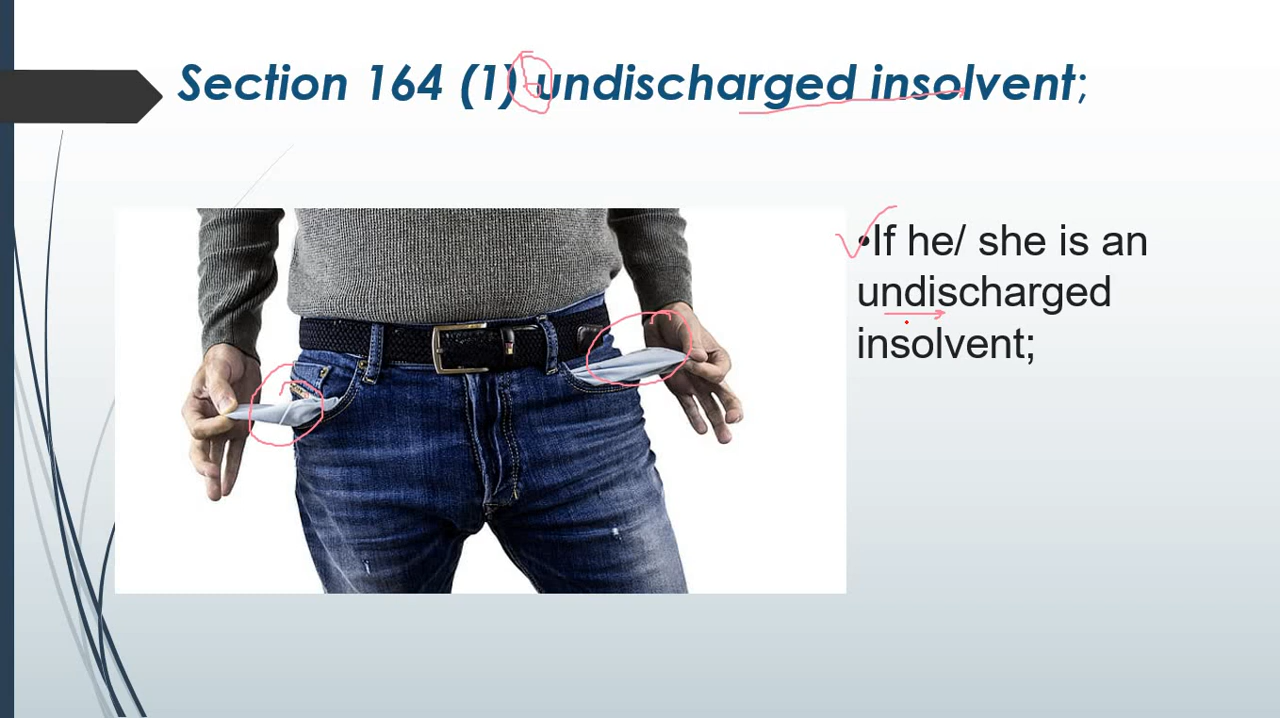 Section 164 (1) b undischarged insolvent;
•If he/ she is an
undischarged
insolvent;